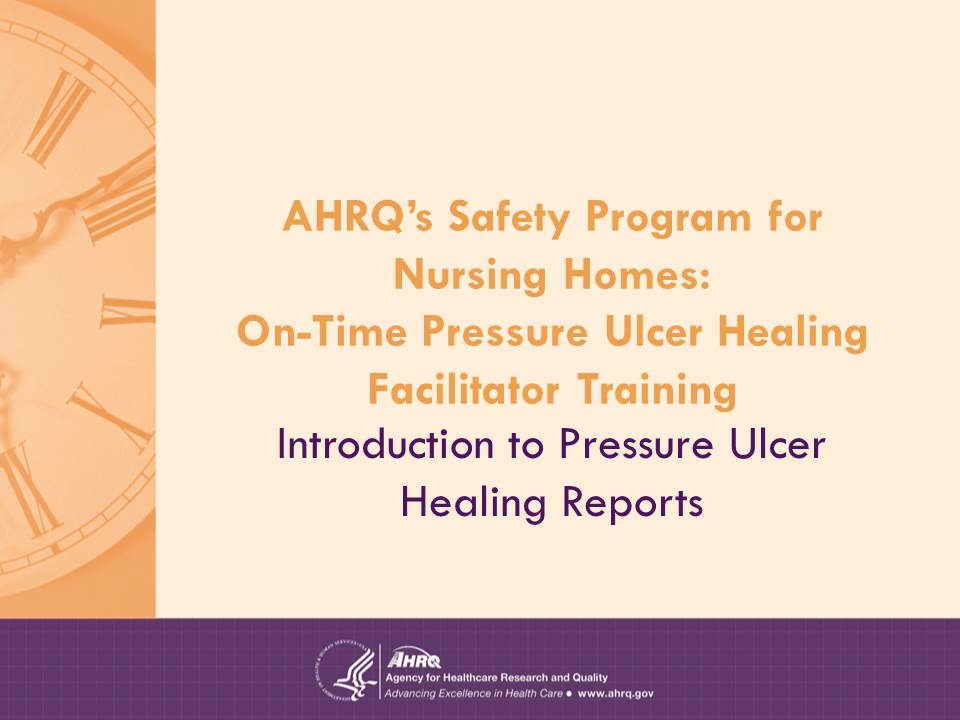 AHRQ’s Safety Program for
Nursing Homes:
On-Time Pressure Ulcer Healing
Facilitator Training
Introduction to Pressure Ulcer
Healing Reports
AHRQ
Agency for Healthcare Research and Quality
Advancing Excellence in Health Care ● www.ahrq.gov